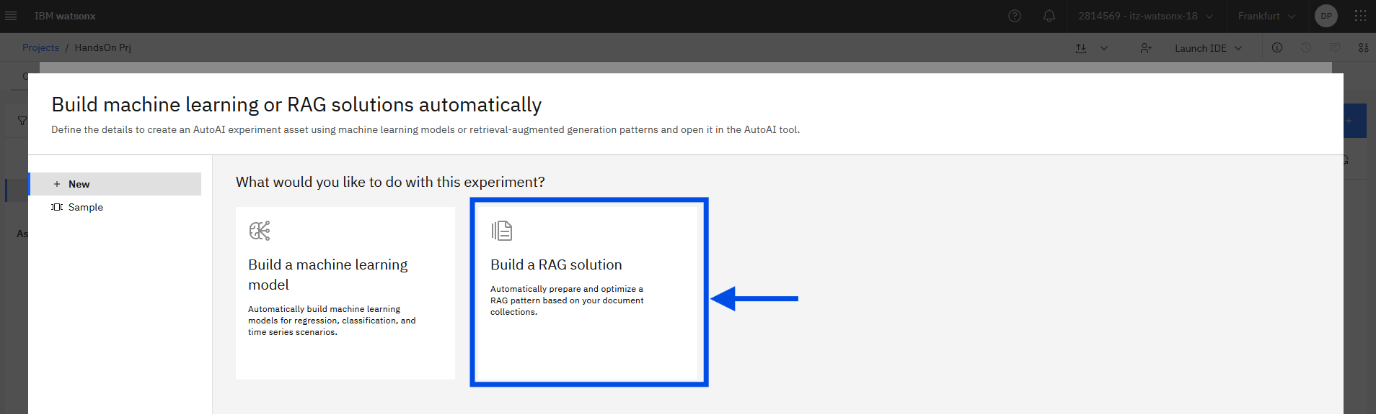 IBM watsonx
2814569 - itz-watsonx-18
Frankfurt
DP
Projects / HandsOn Prj
Launch IDE
Build machine learning or RAG solutions automatically
Define the details to create an AutoAI experiment asset using machine learning models or retrieval-augmented generation patterns and open it in the AutoAI tool.
+ New
Sample
What would you like to do with this experiment?
Build a machine learning
model
Automatically build machine learning
models for regression, classification, and
time series scenarios.
Build a RAG solution
Automatically prepare and optimize a
RAG pattern based on your document
collections.